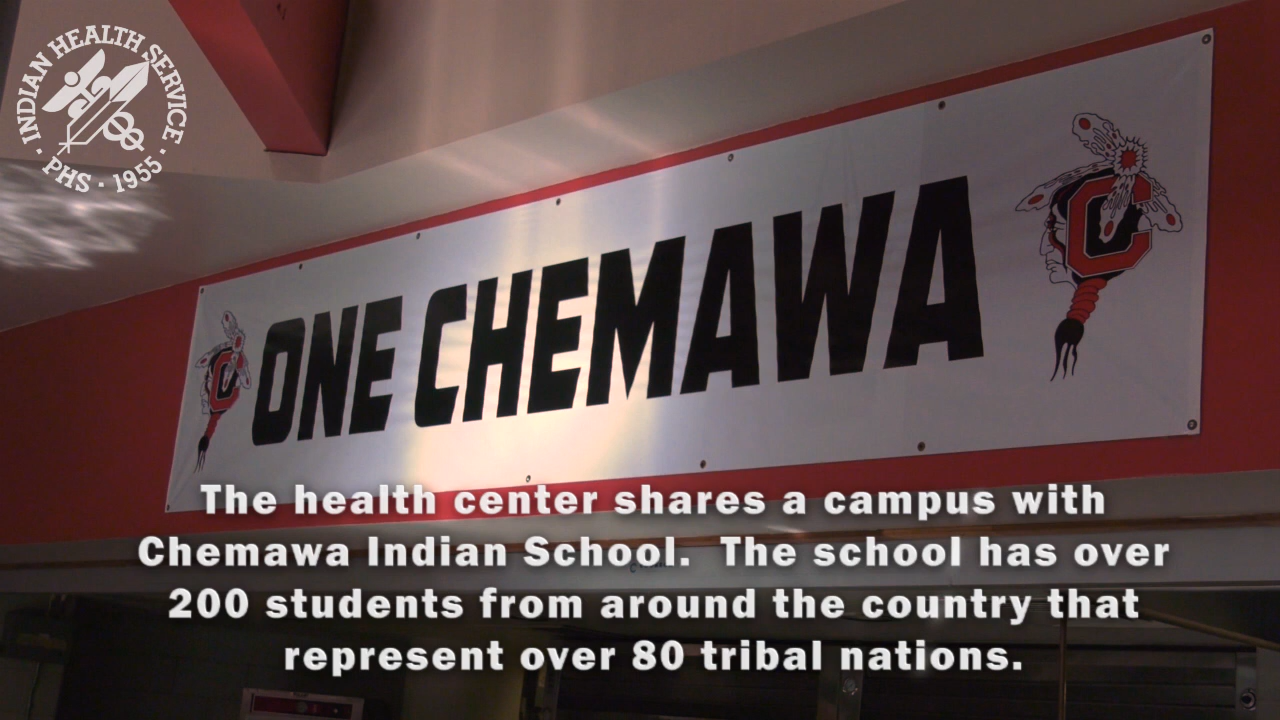 INDIAN HEALTH SERVICE
· PHS · 1955 ·
ONE CHEMAWA
C
C
The health center shares a campus with
Chemawa Indian School.  The school has over
200 students from around the country that
represent over 80 tribal nations.